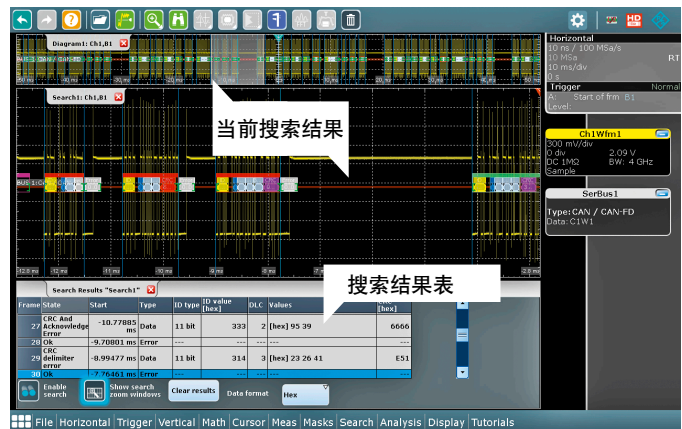 Diagram1: Ch1,B1
Search1: Ch1,B1
当前搜索结果
搜索结果表
Search Results "Search1"
Frame State Start Type ID type ID value [hex] DLC Values CRC [hex]
27 CRC And Acknowledge Error -10.77885 ms Data 11 bit 333 2 [hex] 95 39 6666
28 Ok -9.70801 ms Error --- --- --- --- ---
29 CRC delimiter error -8.99477 ms Data 11 bit 314 3 [hex] 23 26 41 E51
30 Ok -7.76461 ms Error --- --- --- --- ---
Enable search
Show search zoom windows
Clear results
Data format
Hex
Horizontal
10 ns / 100 MSa/s
10 MSa RT
10 ms/div
0 s
Trigger Normal
A: Start of frm B1
Level:
Ch1Wfm1
300 mV/div
0 div 2.09 V
DC 1MΩ BW: 4 GHz
Sample
SerBus1
Type:CAN / CAN-FD
Data: C1W1
File Horizontal Trigger Vertical Math Cursor Meas Masks Search Analysis Display Tutorials